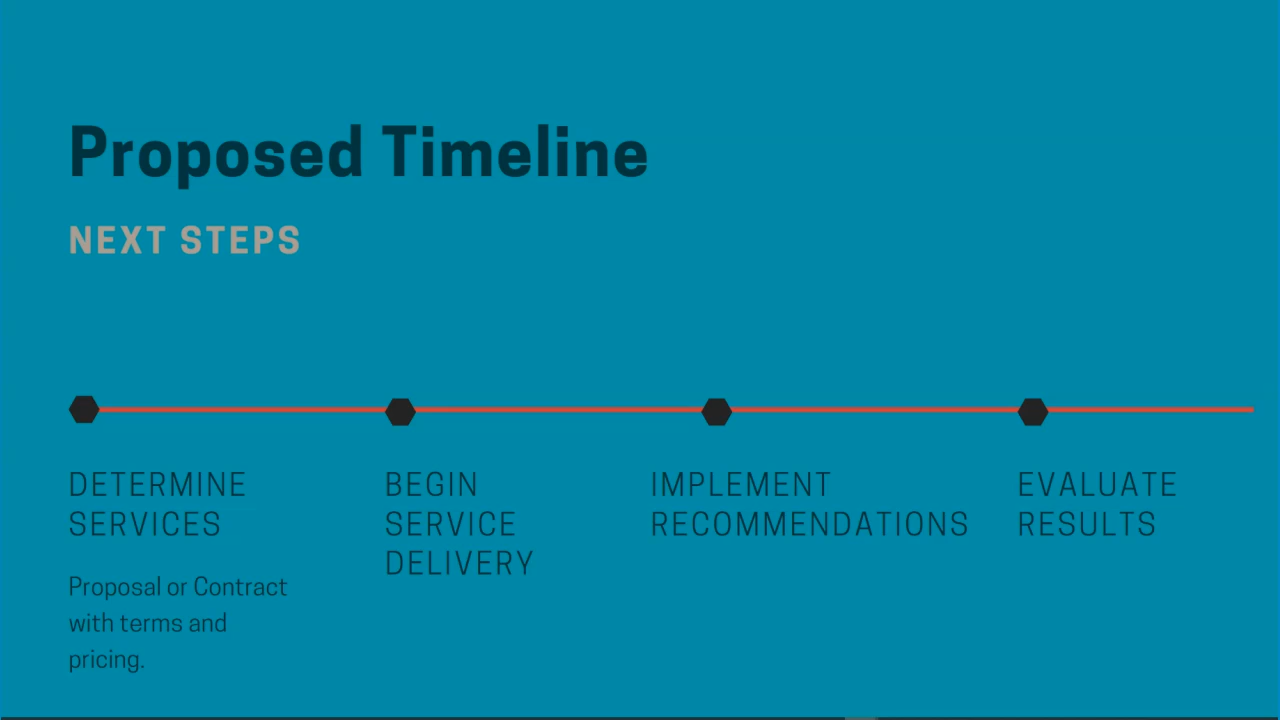 Proposed Timeline
NEXT STEPS
DETERMINE
SERVICES
Proposal or Contract
with terms and
pricing.
BEGIN
SERVICE
DELIVERY
IMPLEMENT
RECOMMENDATIONS
EVALUATE
RESULTS